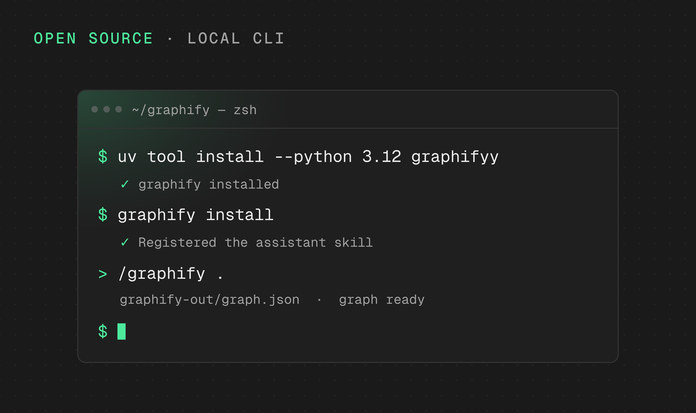 OPEN SOURCE · LOCAL CLI
~/graphify — zsh
$ uv tool install --python 3.12 graphifyy
✓ graphify installed
$ graphify install
✓ Registered the assistant skill
> /graphify .
graphify-out/graph.json · graph ready
$